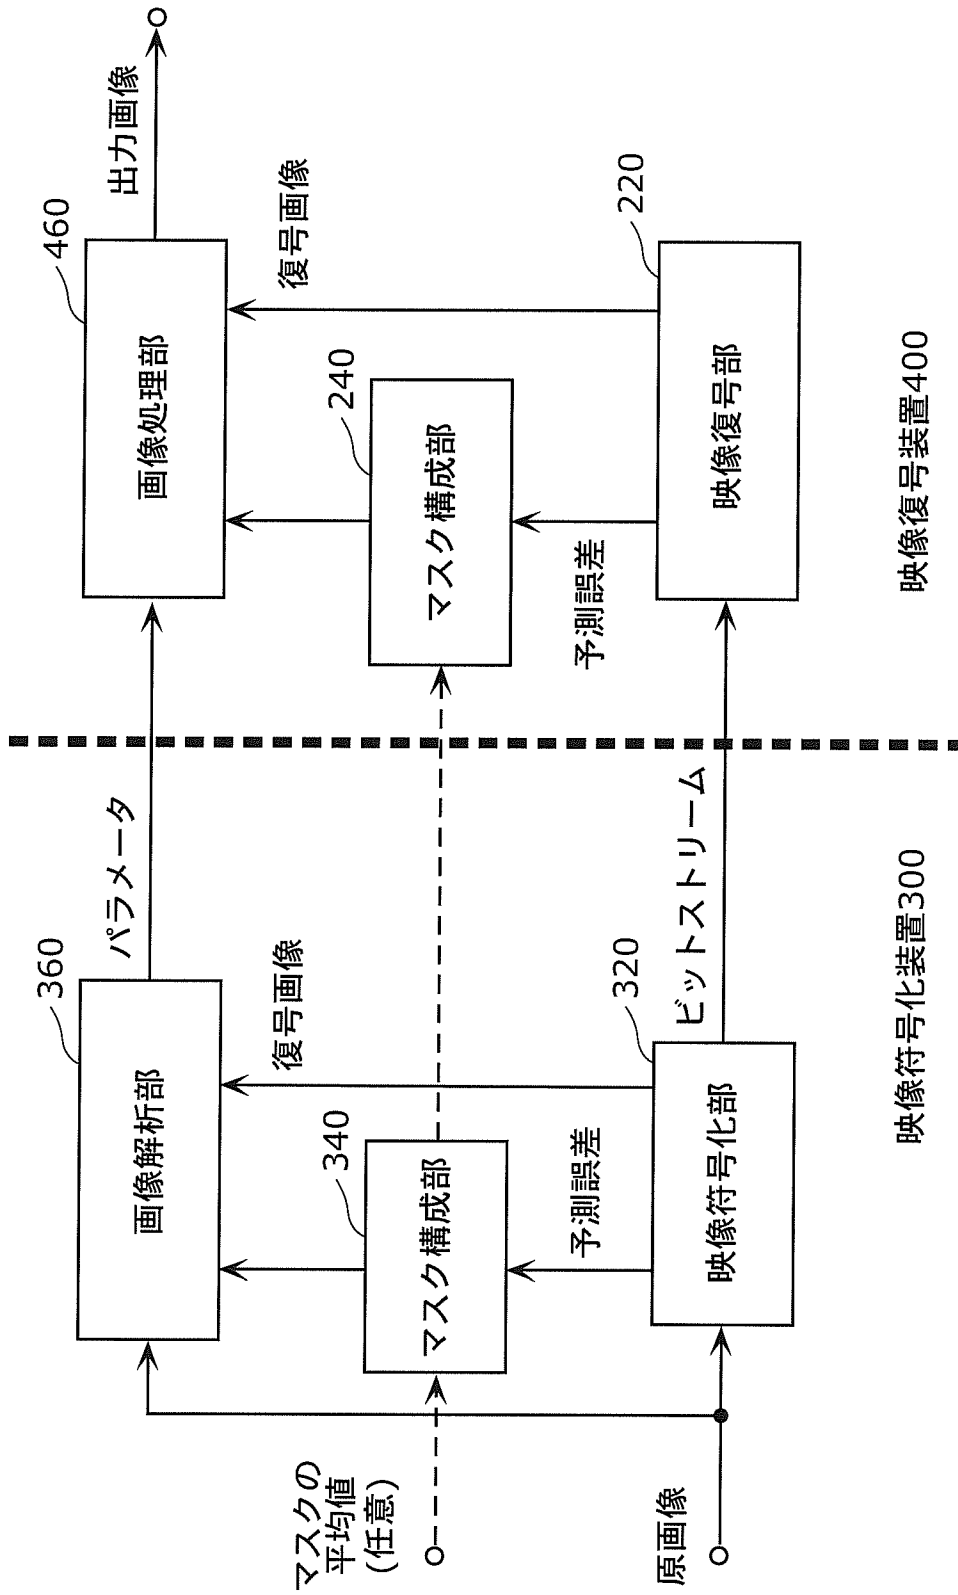 原画像
マスクの
平均値
(任意)
画像解析部
360
マスク構成部
340
映像符号化部
320
復号画像
予測誤差
パラメータ
ビットストリーム
映像符号化装置300
画像処理部
460
マスク構成部
240
映像復号部
220
復号画像
予測誤差
出力画像
映像復号装置400